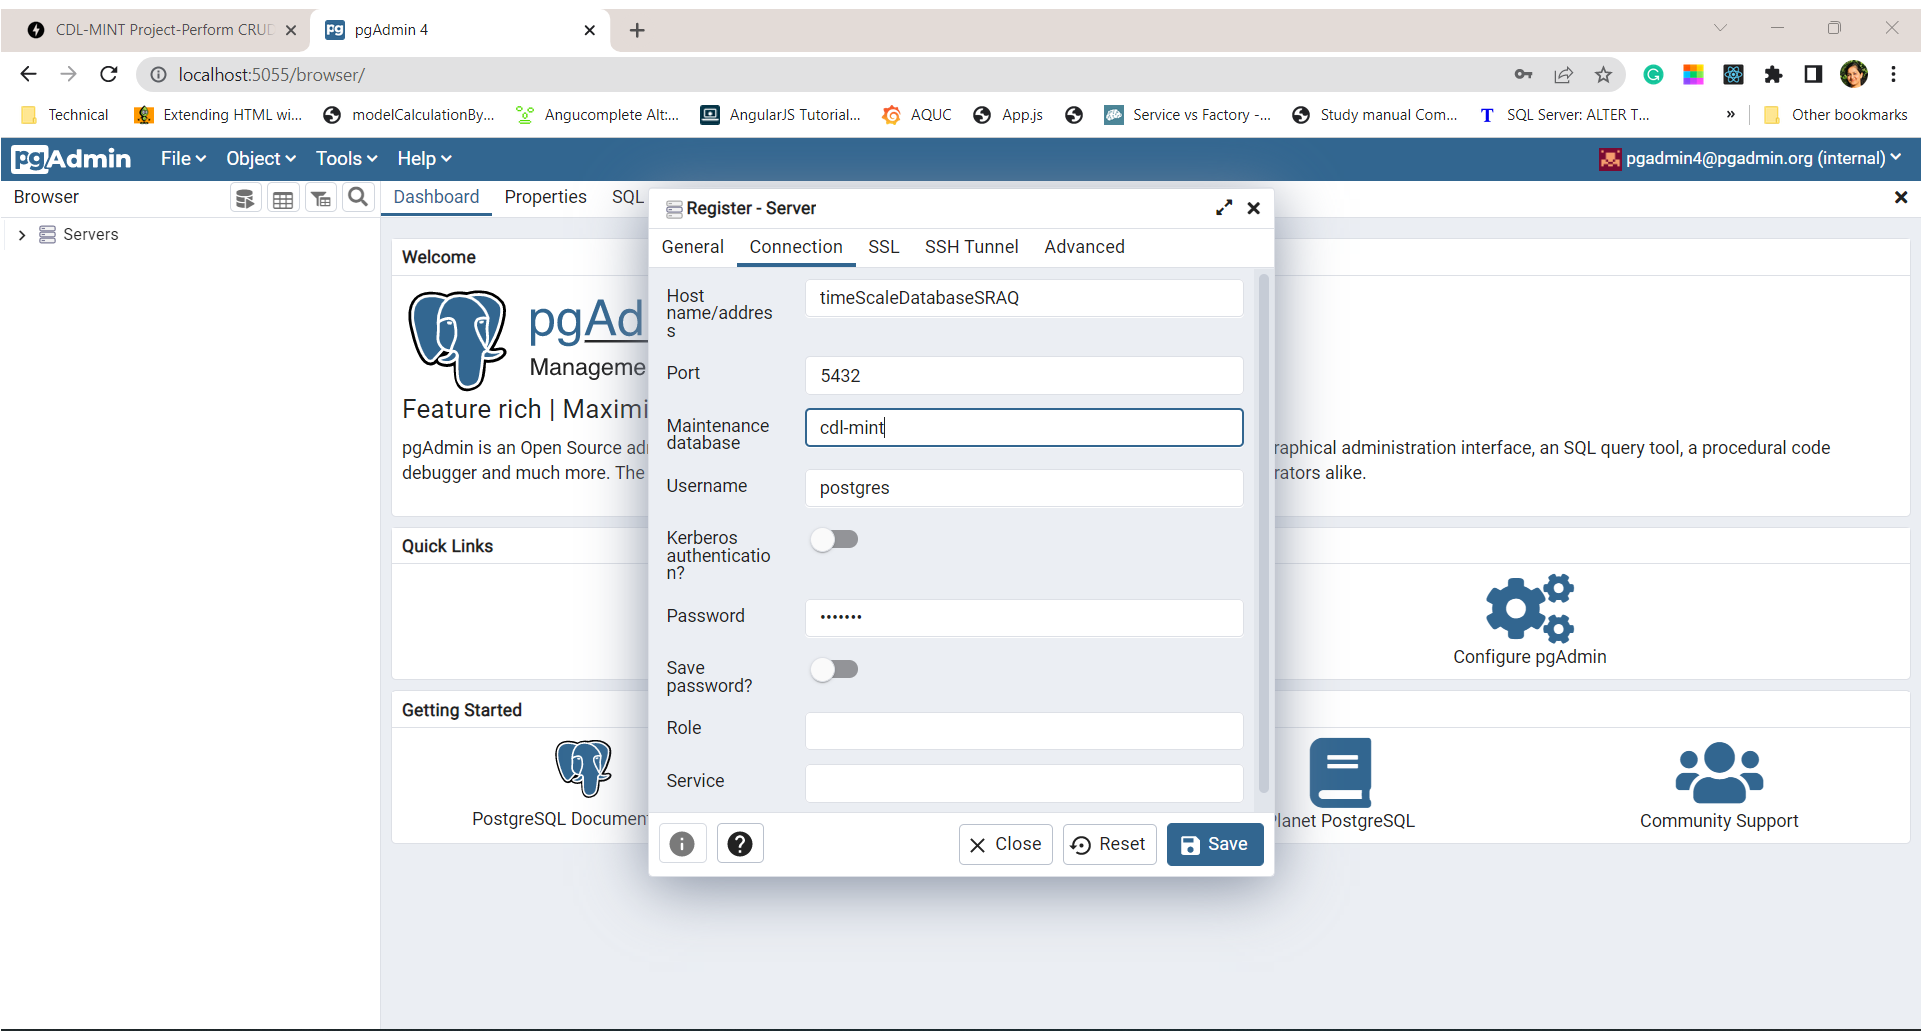 CDL-MINT Project-Perform CRUD
pgAdmin 4
localhost:5055/browser/
Technical
Extending HTML wi...
modelCalculationBy...
Angucomplete Alt:...
AngularJS Tutorial...
AQUC
App.js
Service vs Factory -...
Study manual Com...
SQL Server: ALTER T...
»
Other bookmarks
pgAdmin
File
Object
Tools
Help
pgadmin4@pgadmin.org (internal)
Browser
Dashboard
Properties
SQL
Servers
Welcome
pgAd
Manageme
Feature rich | Maximi
pgAdmin is an Open Source ad
raphical administration interface, an SQL query tool, a procedural code
debugger and much more. The
rators alike.
Quick Links
Configure pgAdmin
Getting Started
PostgreSQL Documen
Planet PostgreSQL
Community Support
Register - Server
General
Connection
SSL
SSH Tunnel
Advanced
Host
name/addres
s
timeScaleDatabaseSRAQ
Port
5432
Maintenance
database
cdl-mint
Username
postgres
Kerberos
authenticatio
n?
Password
•••••••
Save
password?
Role
Service
Close
Reset
Save